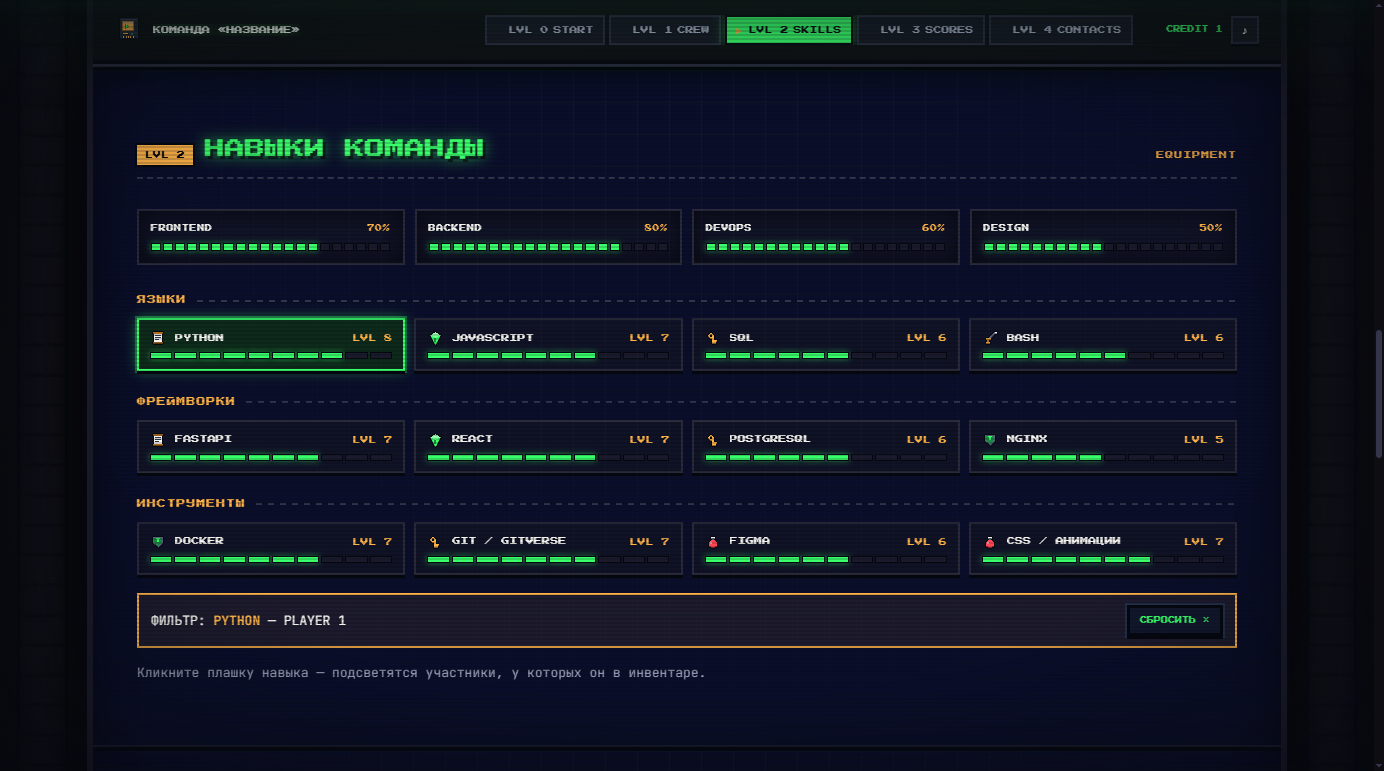 КОМАНДА «НАЗВАНИЕ» LVL 0 START LVL 1 CREW LVL 2 SKILLS LVL 3 SCORES LVL 4 CONTACTS CREDIT 1 ♪
LVL 2 НАВЫКИ КОМАНДЫ EQUIPMENT
FRONTEND 70% BACKEND 80% DEVOPS 60% DESIGN 50%
ЯЗЫКИ
PYTHON LVL 8 JAVASCRIPT LVL 7 SQL LVL 6 BASH LVL 6
ФРЕЙМВОРКИ
FASTAPI LVL 7 REACT LVL 7 POSTGRESQL LVL 6 NGINX LVL 5
ИНСТРУМЕНТЫ
DOCKER LVL 7 GIT / GITVERSE LVL 7 FIGMA LVL 6 CSS / АНИМАЦИИ LVL 7
ФИЛЬТР: PYTHON — PLAYER 1 СБРОСИТЬ ×
Кликните плашку навыка — подсветятся участники, у которых он в инвентаре.